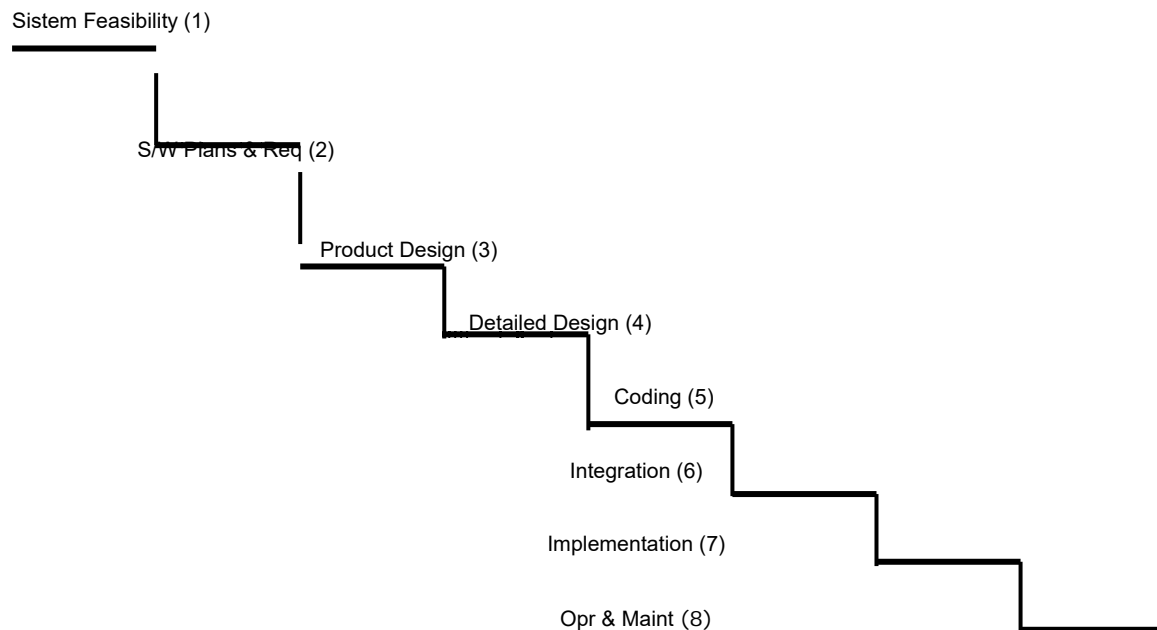 Sistem Feasibility (1)
S/W Plans & Req (2)
Product Design (3)
Detailed Design (4)
Coding (5)
Integration (6)
Implementation (7)
Opr & Maint (8)